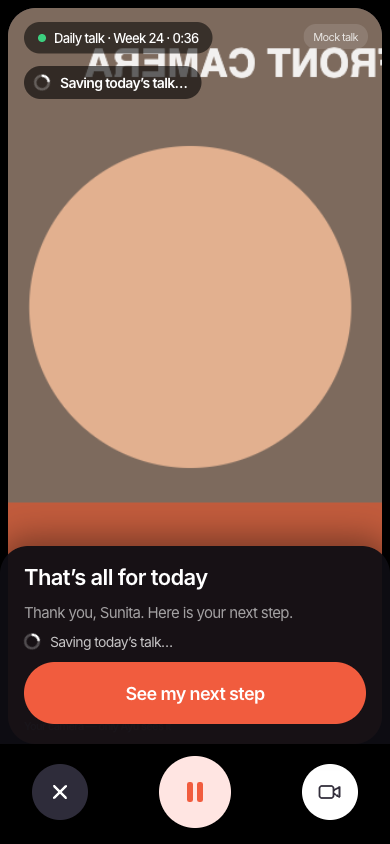 Daily talk · Week 24 · 0:36
Mock talk
FRONT CAMERA
Saving today’s talk…
That’s all for today
Thank you, Sunita. Here is your next step.
Saving today’s talk…
See my next step